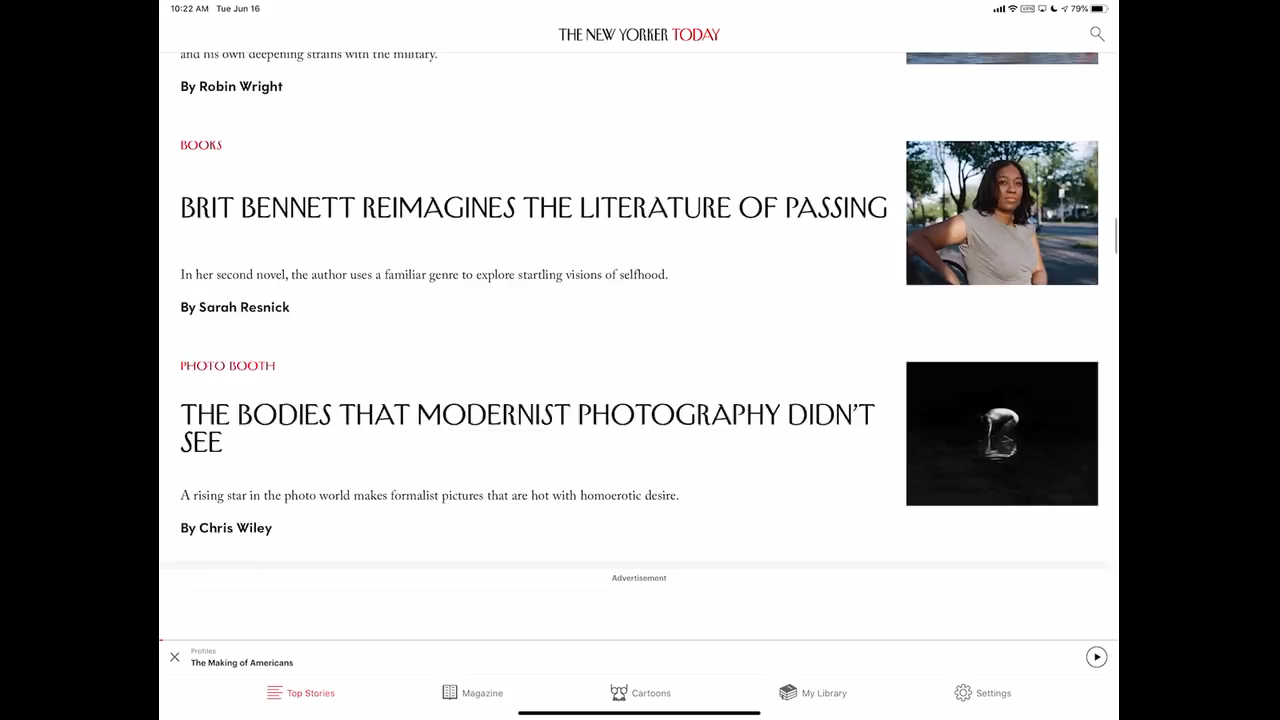 10:22 AM Tue Jun 16
VPN 79%
THE NEW YORKER TODAY
and his own deepening strains with the military.
By Robin Wright
BOOKS
BRIT BENNETT REIMAGINES THE LITERATURE OF PASSING
In her second novel, the author uses a familiar genre to explore startling visions of selfhood.
By Sarah Resnick
PHOTO BOOTH
THE BODIES THAT MODERNIST PHOTOGRAPHY DIDN'T
SEE
A rising star in the photo world makes formalist pictures that are hot with homoerotic desire.
By Chris Wiley
Advertisement
Profiles
The Making of Americans
Top Stories Magazine Cartoons My Library Settings